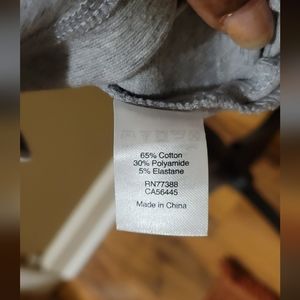 65% Cotton
30% Polyamide
5% Elastane
RN77388
CA56445
Made in China